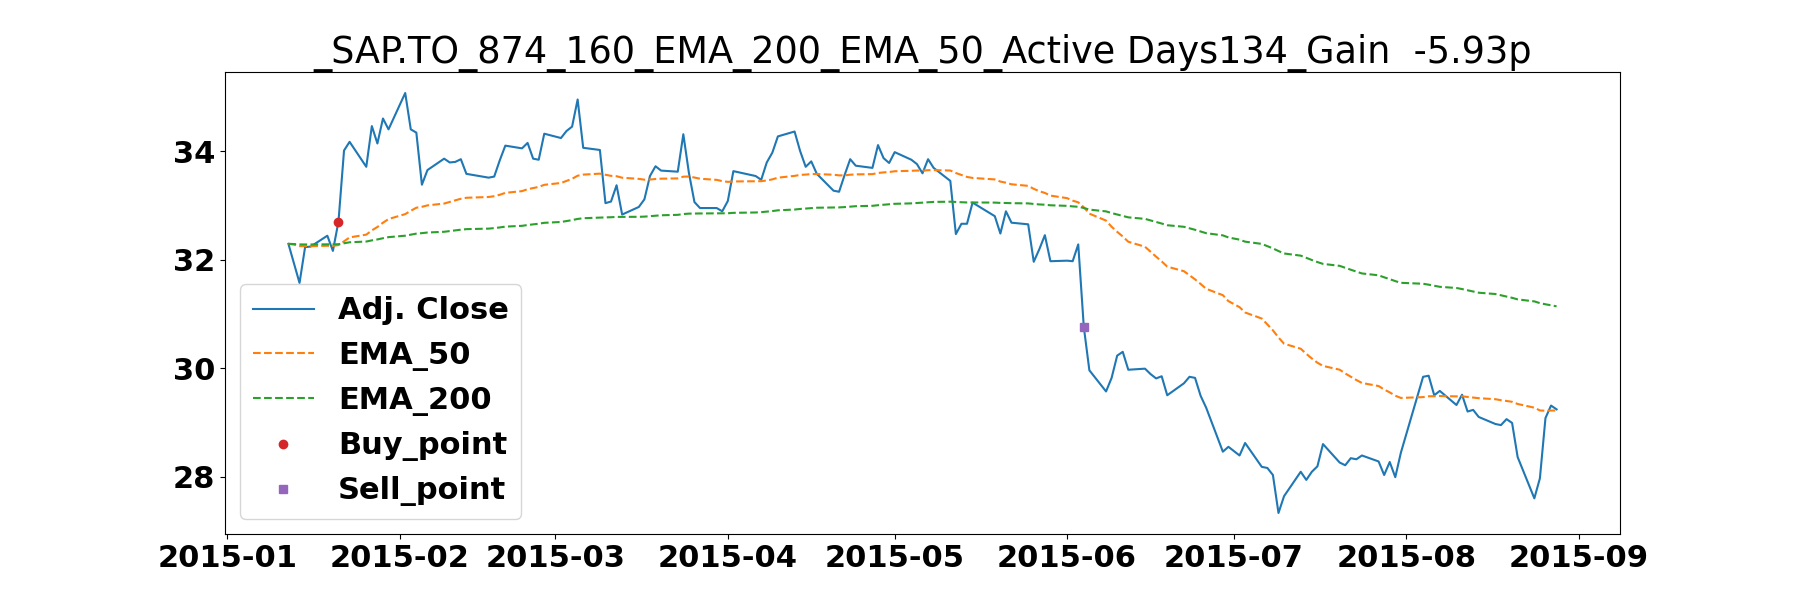 _SAP.TO_874_160_EMA_200_EMA_50_Active Days134_Gain  -5.93p
34
32
30
28
Adj. Close
EMA_50
EMA_200
Buy_point
Sell_point
2015-01 2015-02 2015-03 2015-04 2015-05 2015-06 2015-07 2015-08 2015-09